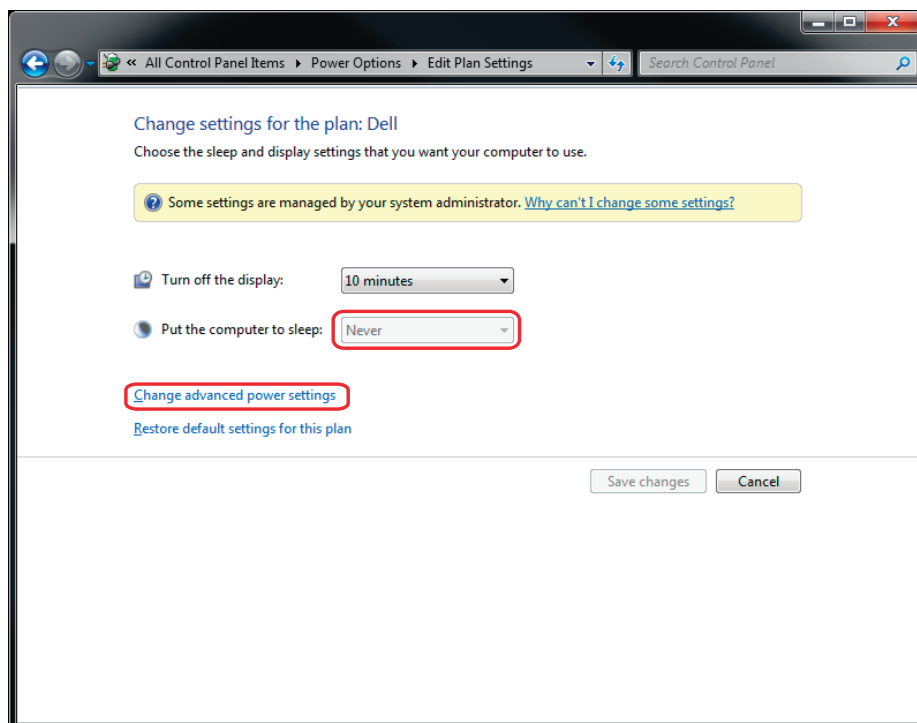 « All Control Panel Items ▸ Power Options ▸ Edit Plan Settings Search Control Panel
Change settings for the plan: Dell
Choose the sleep and display settings that you want your computer to use.
Some settings are managed by your system administrator. Why can't I change some settings?
Turn off the display: 10 minutes
Put the computer to sleep: Never
Change advanced power settings
Restore default settings for this plan
Save changes Cancel